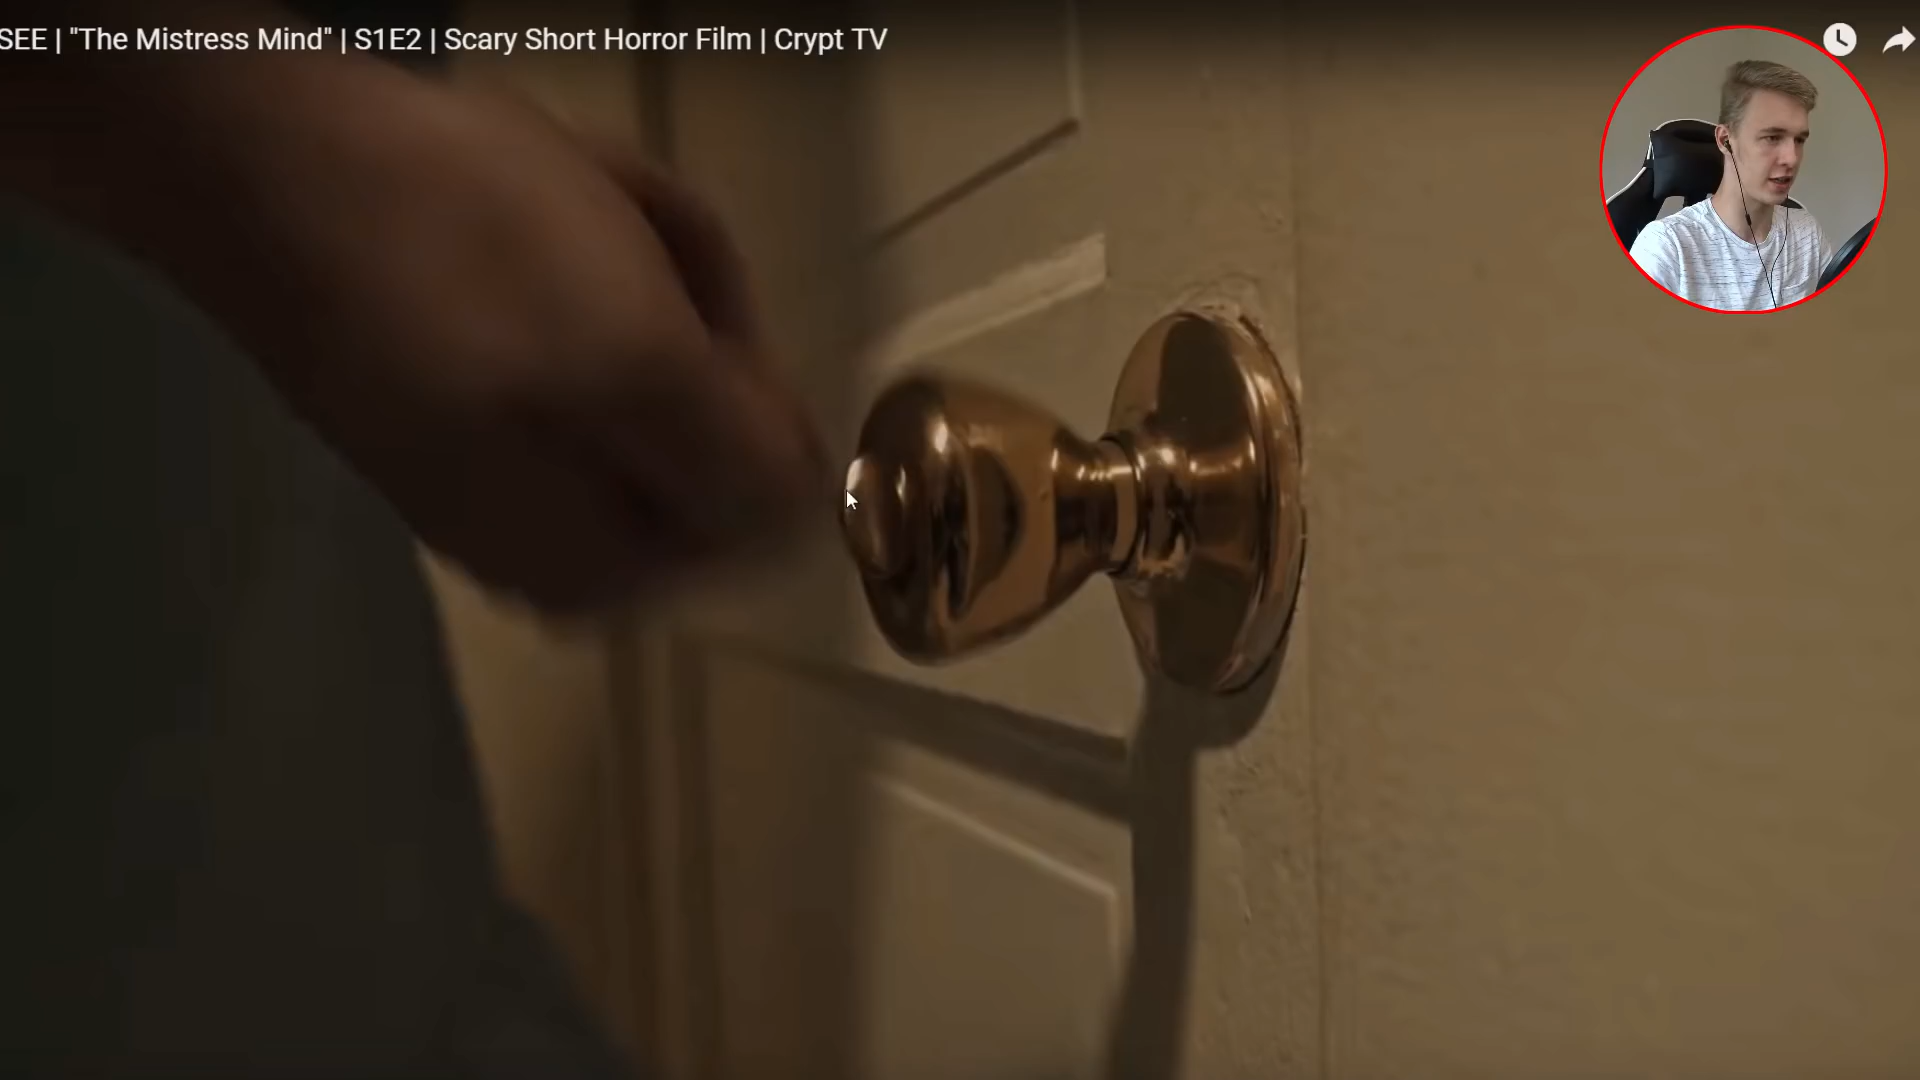 SEE | "The Mistress Mind" | S1E2 | Scary Short Horror Film | Crypt TV